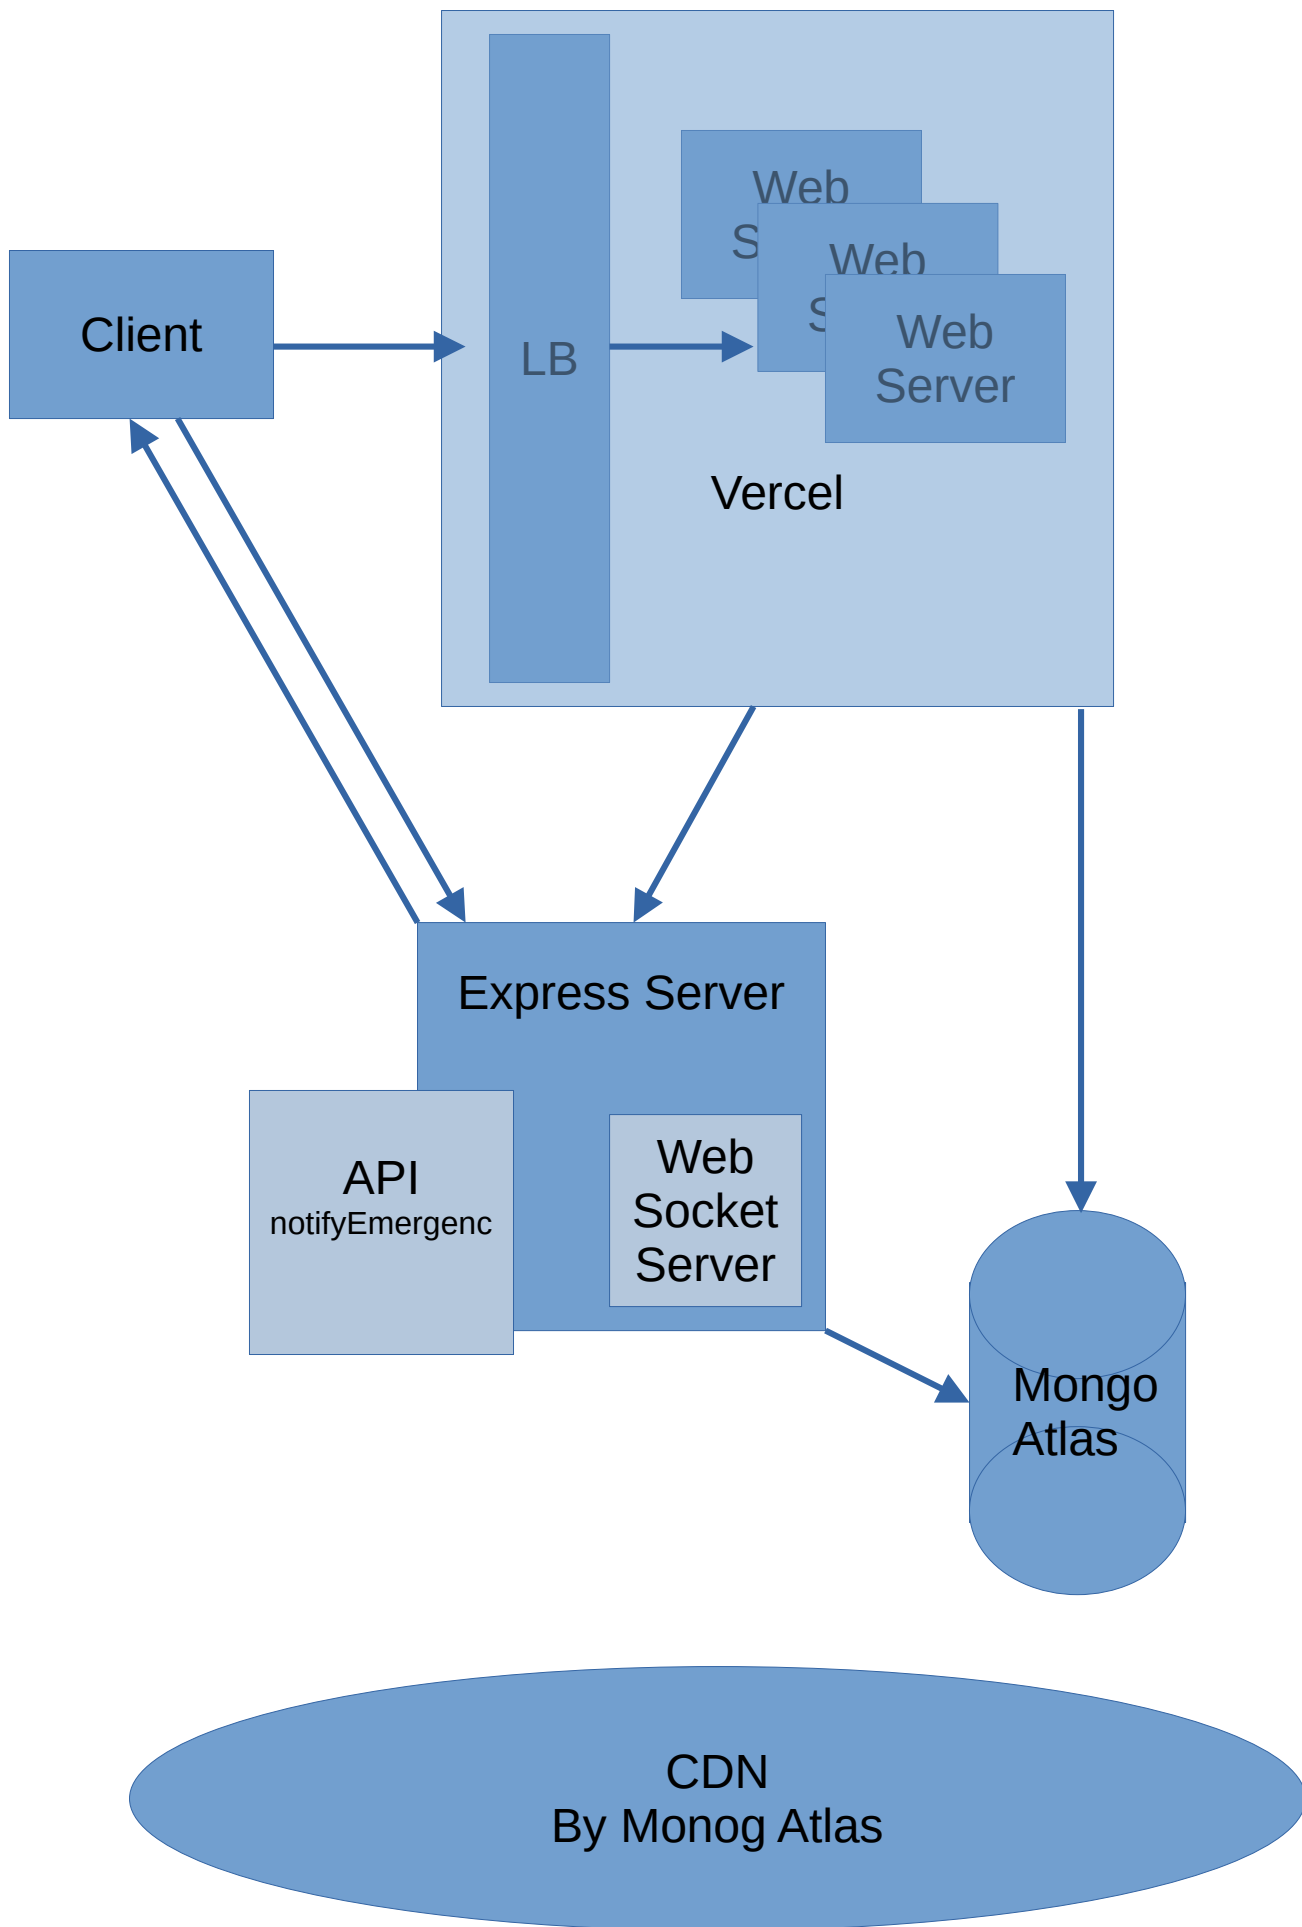 Web
S
Web
S
Web
Server
Client
LB
Vercel
Express Server
API
notifyEmergenc
Web
Socket
Server
Mongo
Atlas
CDN
By Monog Atlas